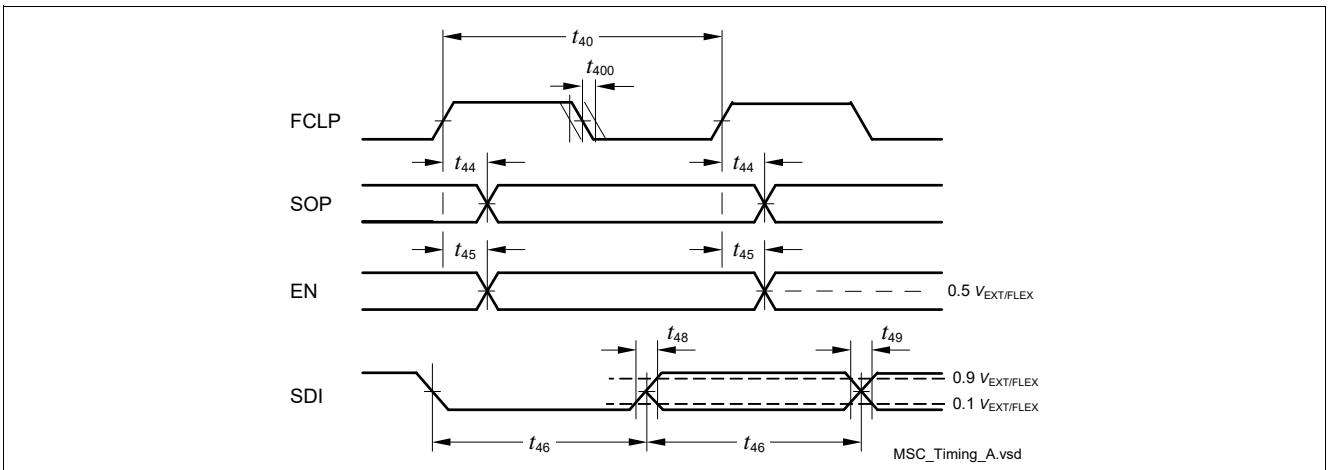 t40
t400
FCLP
t44 t44
SOP
t45 t45
EN
0.5 VEXT/FLEX
t48 t49
0.9 VEXT/FLEX
SDI
0.1 VEXT/FLEX
t46 t46
MSC_Timing_A.vsd